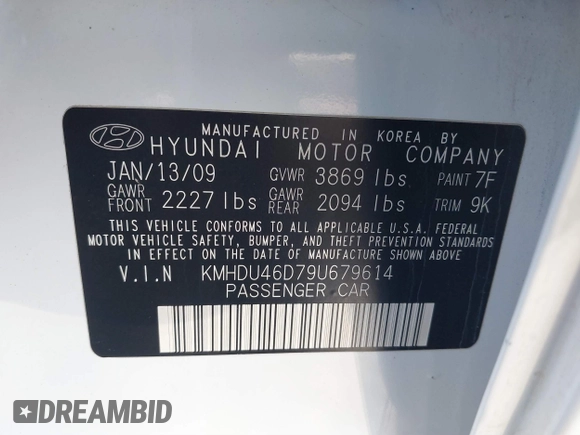 MANUFACTURED IN KOREA BY
HYUNDAI MOTOR COMPANY
JAN/13/09 GVWR 3869 lbs PAINT 7F
GAWR FRONT 2227 lbs GAWR REAR 2094 lbs TRIM 9K
THIS VEHICLE CONFORMS TO ALL APPLICABLE U.S.A. FEDERAL
MOTOR VEHICLE SAFETY, BUMPER, AND THEFT PREVENTION
STANDARDS IN EFFECT ON THE DATE OF MANUFACTURE SHOWN ABOVE.
V.I.N KMHDU46D79U679614
PASSENGER CAR
DREAMBID